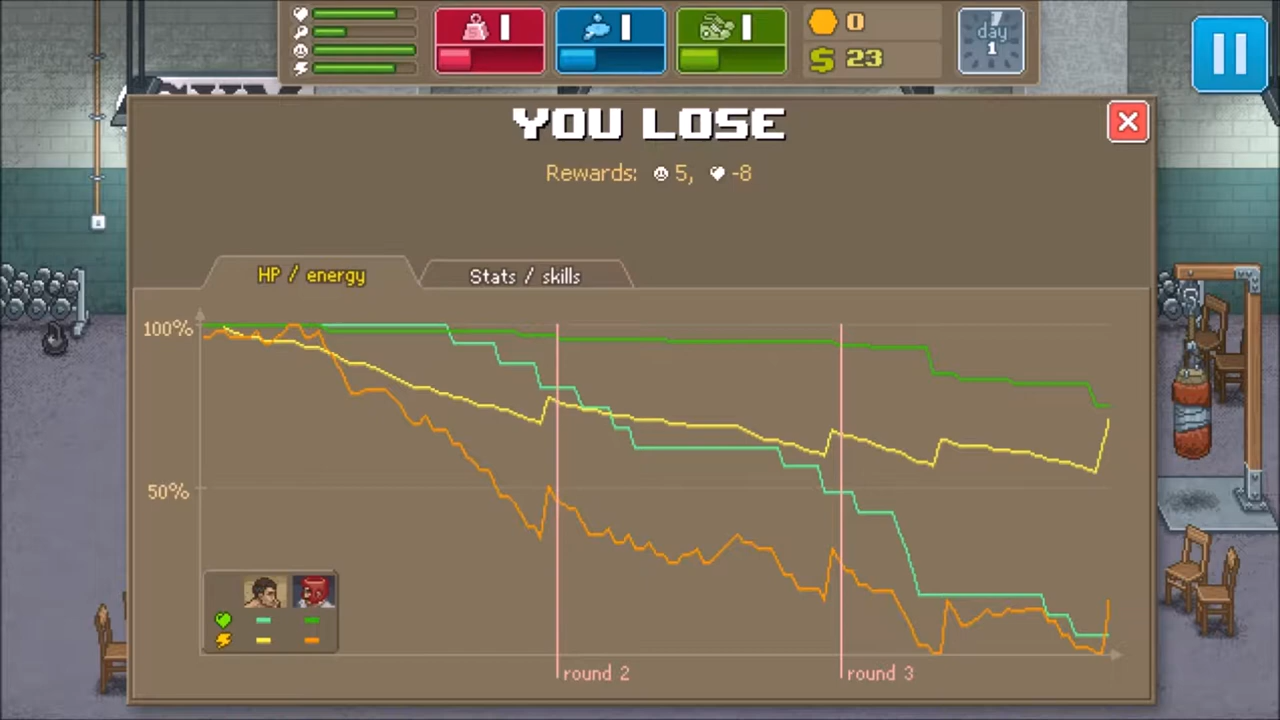 1 1 1 0
$ 23
day
1
YOU LOSE
Rewards: 5, -8
HP / energy Stats / skills
100%
50%
round 2 round 3